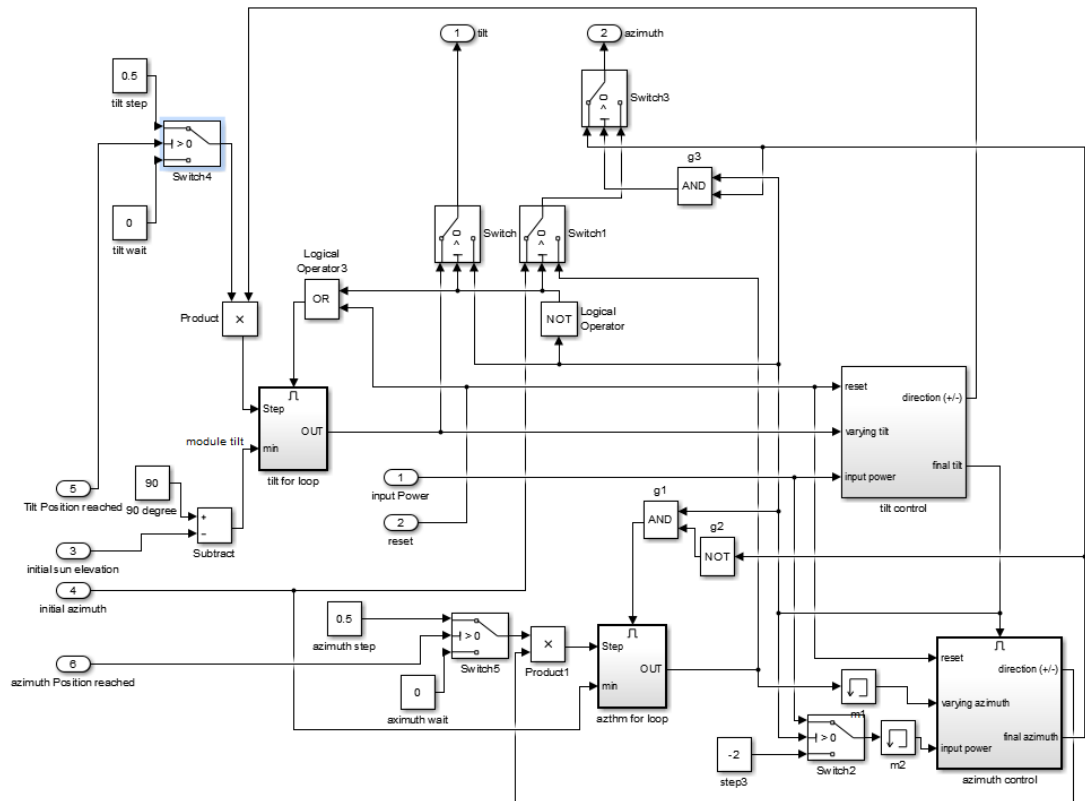 1
tilt
2
azimuth
0.5
tilt step
> 0
Switch4
0
tilt wait
> 0
Switch3
g3
AND
> 0
Switch
> 0
Switch1
Logical
Operator3
OR
NOT
Logical
Operator
Product
×
Step
OUT
min
tilt for loop
module tilt
reset
direction (+/-)
varying tilt
final tilt
input power
tilt control
5
Tilt Position reached
90
90 degree
+
−
Subtract
3
initial sun elevation
4
initial azimuth
1
input Power
2
reset
g1
AND
g2
NOT
0.5
azimuth step
> 0
Switch5
6
azimuth Position reached
0
aximuth wait
×
Product1
Step
OUT
min
azthm for loop
m1
-2
step3
> 0
Switch2
m2
reset
direction (+/-)
varying azimuth
final azimuth
input power
azimuth control